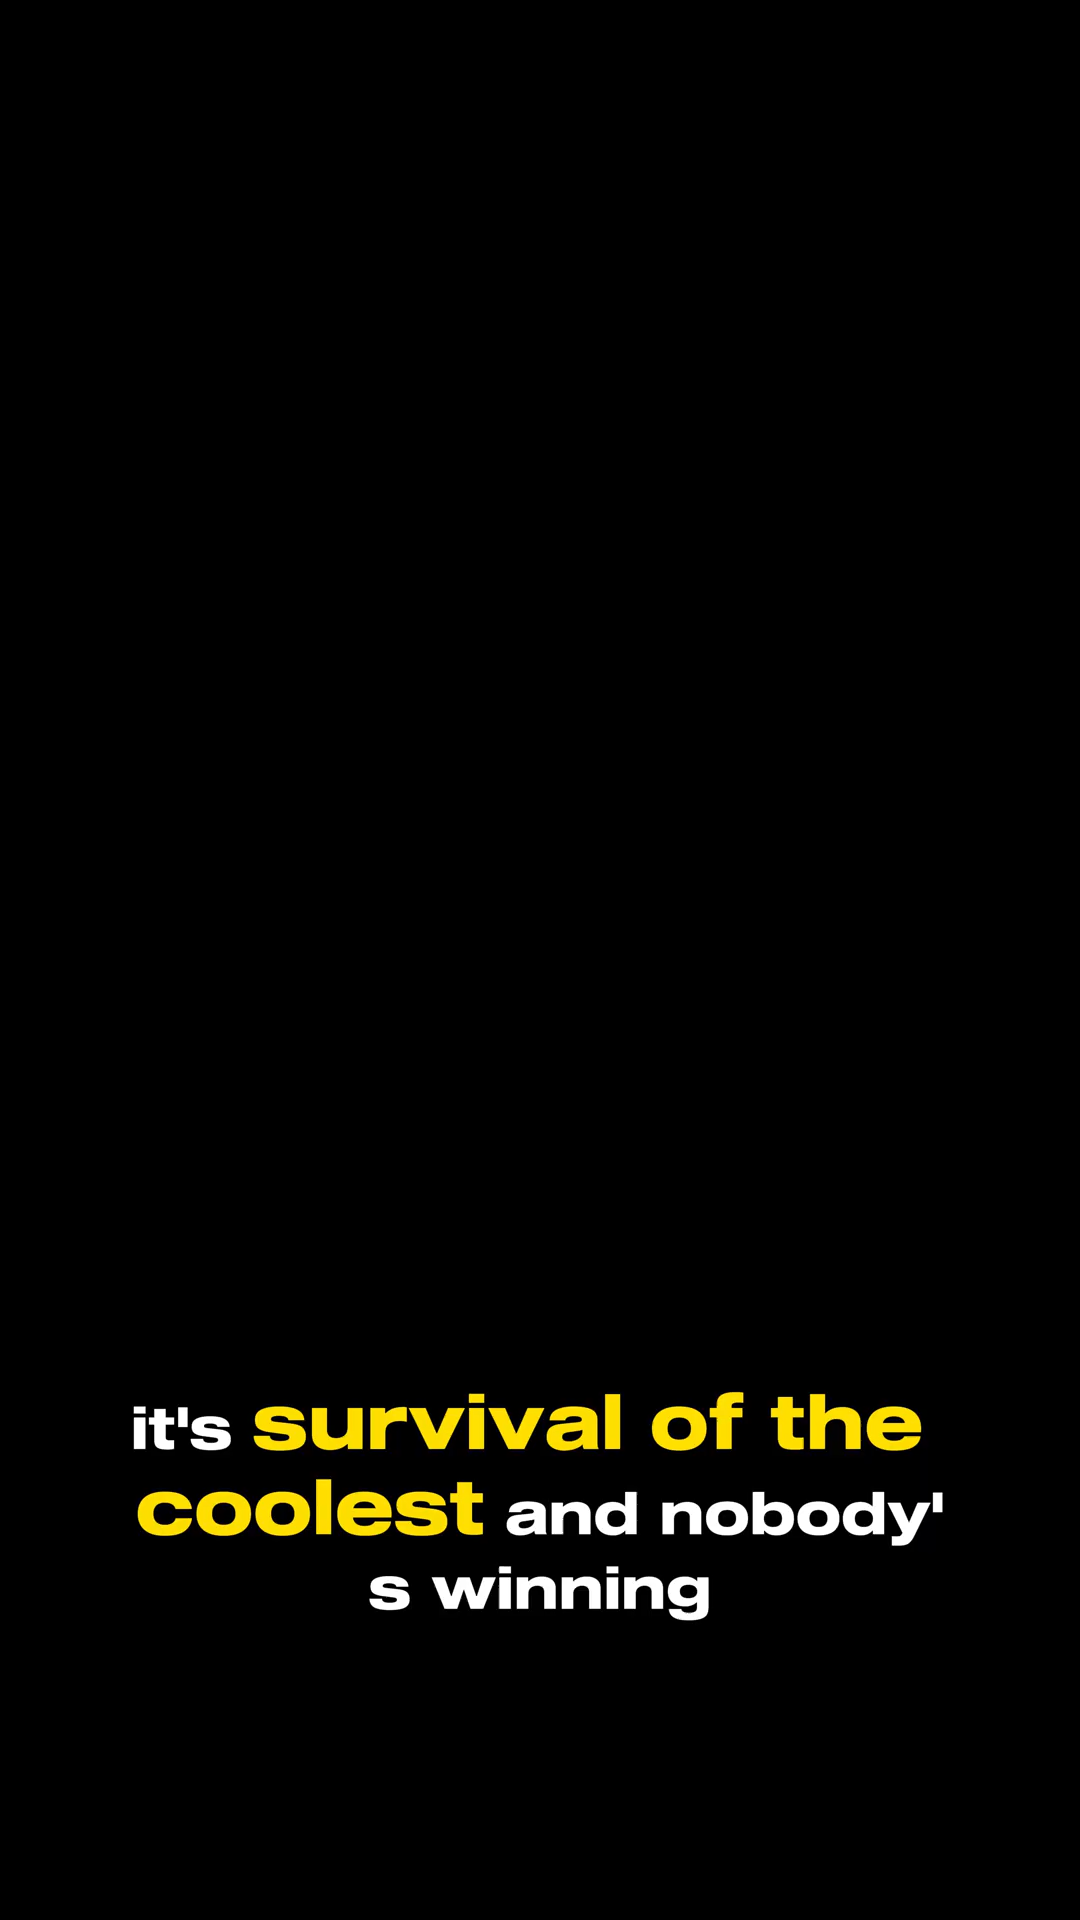 it's survival of the
coolest and nobody'
s winning